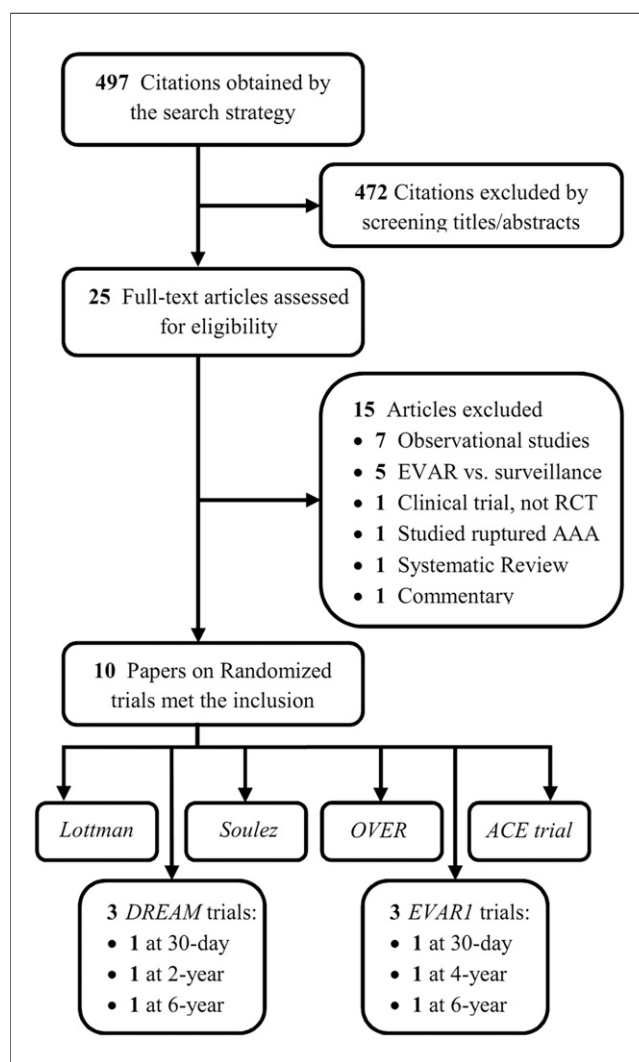 497 Citations obtained by
the search strategy
472 Citations excluded by
screening titles/abstracts
25 Full-text articles assessed
for eligibility
15 Articles excluded
• 7 Observational studies
• 5 EVAR vs. surveillance
• 1 Clinical trial, not RCT
• 1 Studied ruptured AAA
• 1 Systematic Review
• 1 Commentary
10 Papers on Randomized
trials met the inclusion
Lottman
Soulez
OVER
ACE trial
3 DREAM trials:
• 1 at 30-day
• 1 at 2-year
• 1 at 6-year
3 EVAR1 trials:
• 1 at 30-day
• 1 at 4-year
• 1 at 6-year